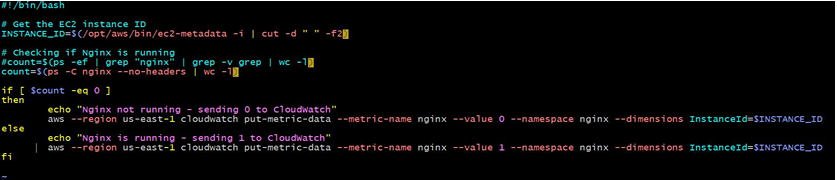 #!/bin/bash
# Get the EC2 instance ID
INSTANCE_ID=$(/opt/aws/bin/ec2-metadata -i | cut -d " " -f2)
# Checking if Nginx is running
#count=$(ps -ef | grep "nginx" | grep -v grep | wc -l)
count=$(ps -C nginx --no-headers | wc -l)
if [ $count -eq 0 ]
then
echo "Nginx not running - sending 0 to CloudWatch"
aws --region us-east-1 cloudwatch put-metric-data --metric-name nginx --value 0 --namespace nginx --dimensions InstanceId=$INSTANCE_ID
else
echo "Nginx is running - sending 1 to CloudWatch"
| aws --region us-east-1 cloudwatch put-metric-data --metric-name nginx --value 1 --namespace nginx --dimensions InstanceId=$INSTANCE_ID
fi
~